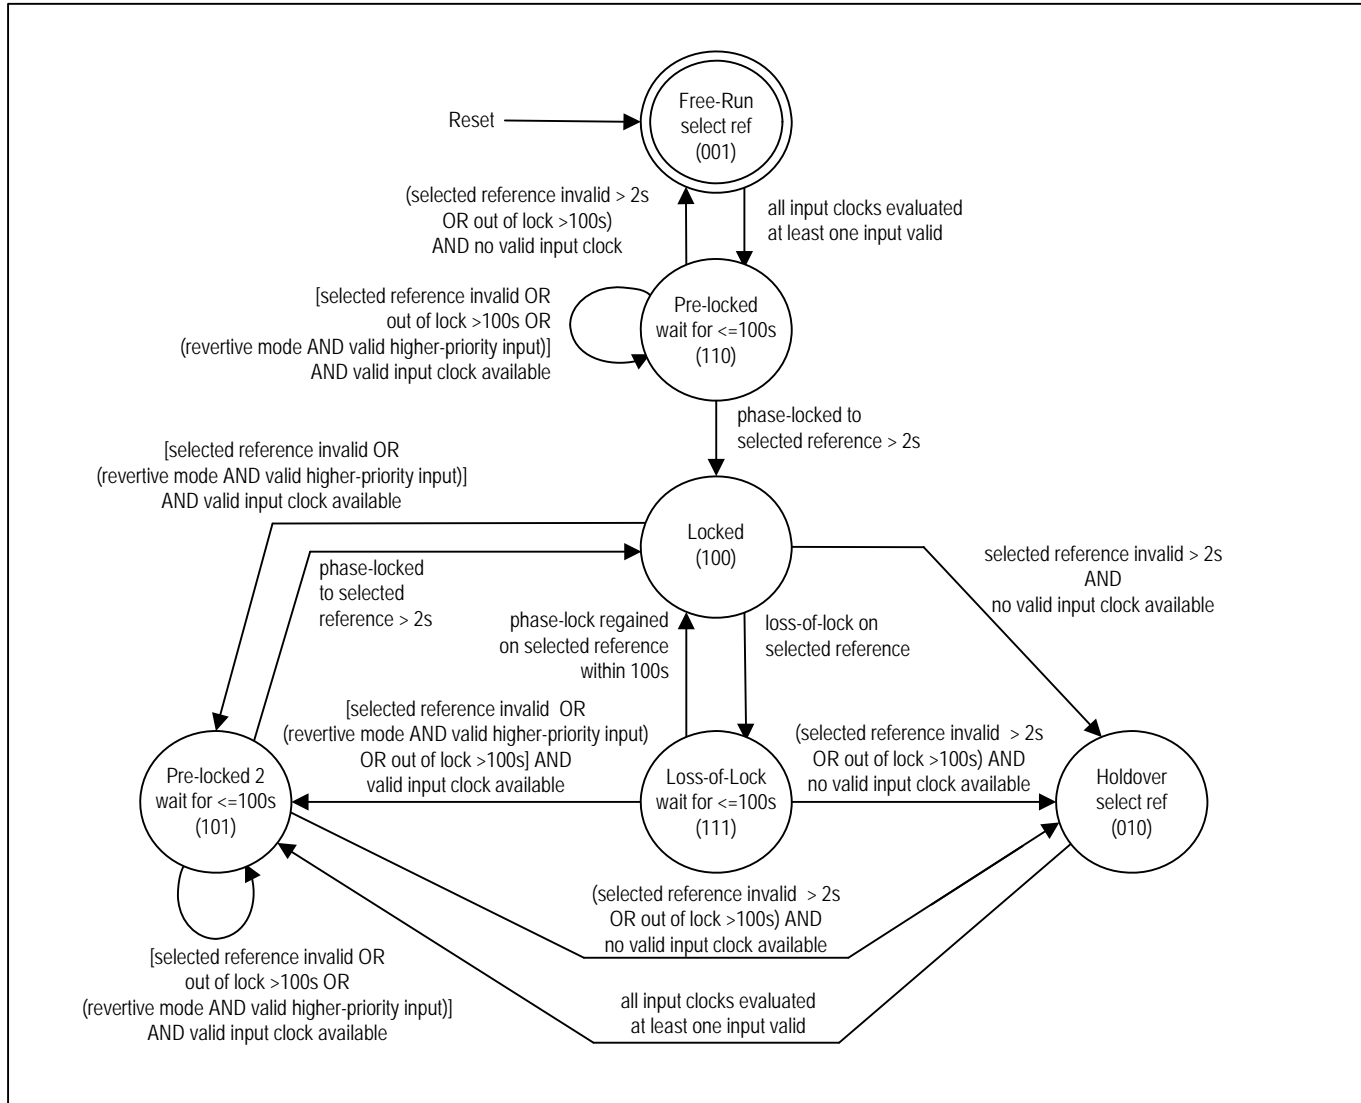 Free-Run
select ref
(001)
Reset
(selected reference invalid > 2s
OR out of lock >100s)
AND no valid input clock
all input clocks evaluated
at least one input valid
[selected reference invalid OR
out of lock >100s OR
(revertive mode AND valid higher-priority input)]
AND valid input clock available
Pre-locked
wait for <=100s
(110)
phase-locked to
selected reference > 2s
[selected reference invalid OR
(revertive mode AND valid higher-priority input)]
AND valid input clock available
Locked
(100)
phase-locked
to selected
reference > 2s
selected reference invalid > 2s
AND
no valid input clock available
phase-lock regained
on selected reference
within 100s
loss-of-lock on
selected reference
[selected reference invalid  OR
(revertive mode AND valid higher-priority input)
OR out of lock >100s] AND
valid input clock available
(selected reference invalid  > 2s
OR out of lock >100s) AND
no valid input clock available
Pre-locked 2
wait for <=100s
(101)
Loss-of-Lock
wait for <=100s
(111)
Holdover
select ref
(010)
(selected reference invalid  > 2s
OR out of lock >100s) AND
no valid input clock available
[selected reference invalid OR
out of lock >100s OR
(revertive mode AND valid higher-priority input)]
AND valid input clock available
all input clocks evaluated
at least one input valid